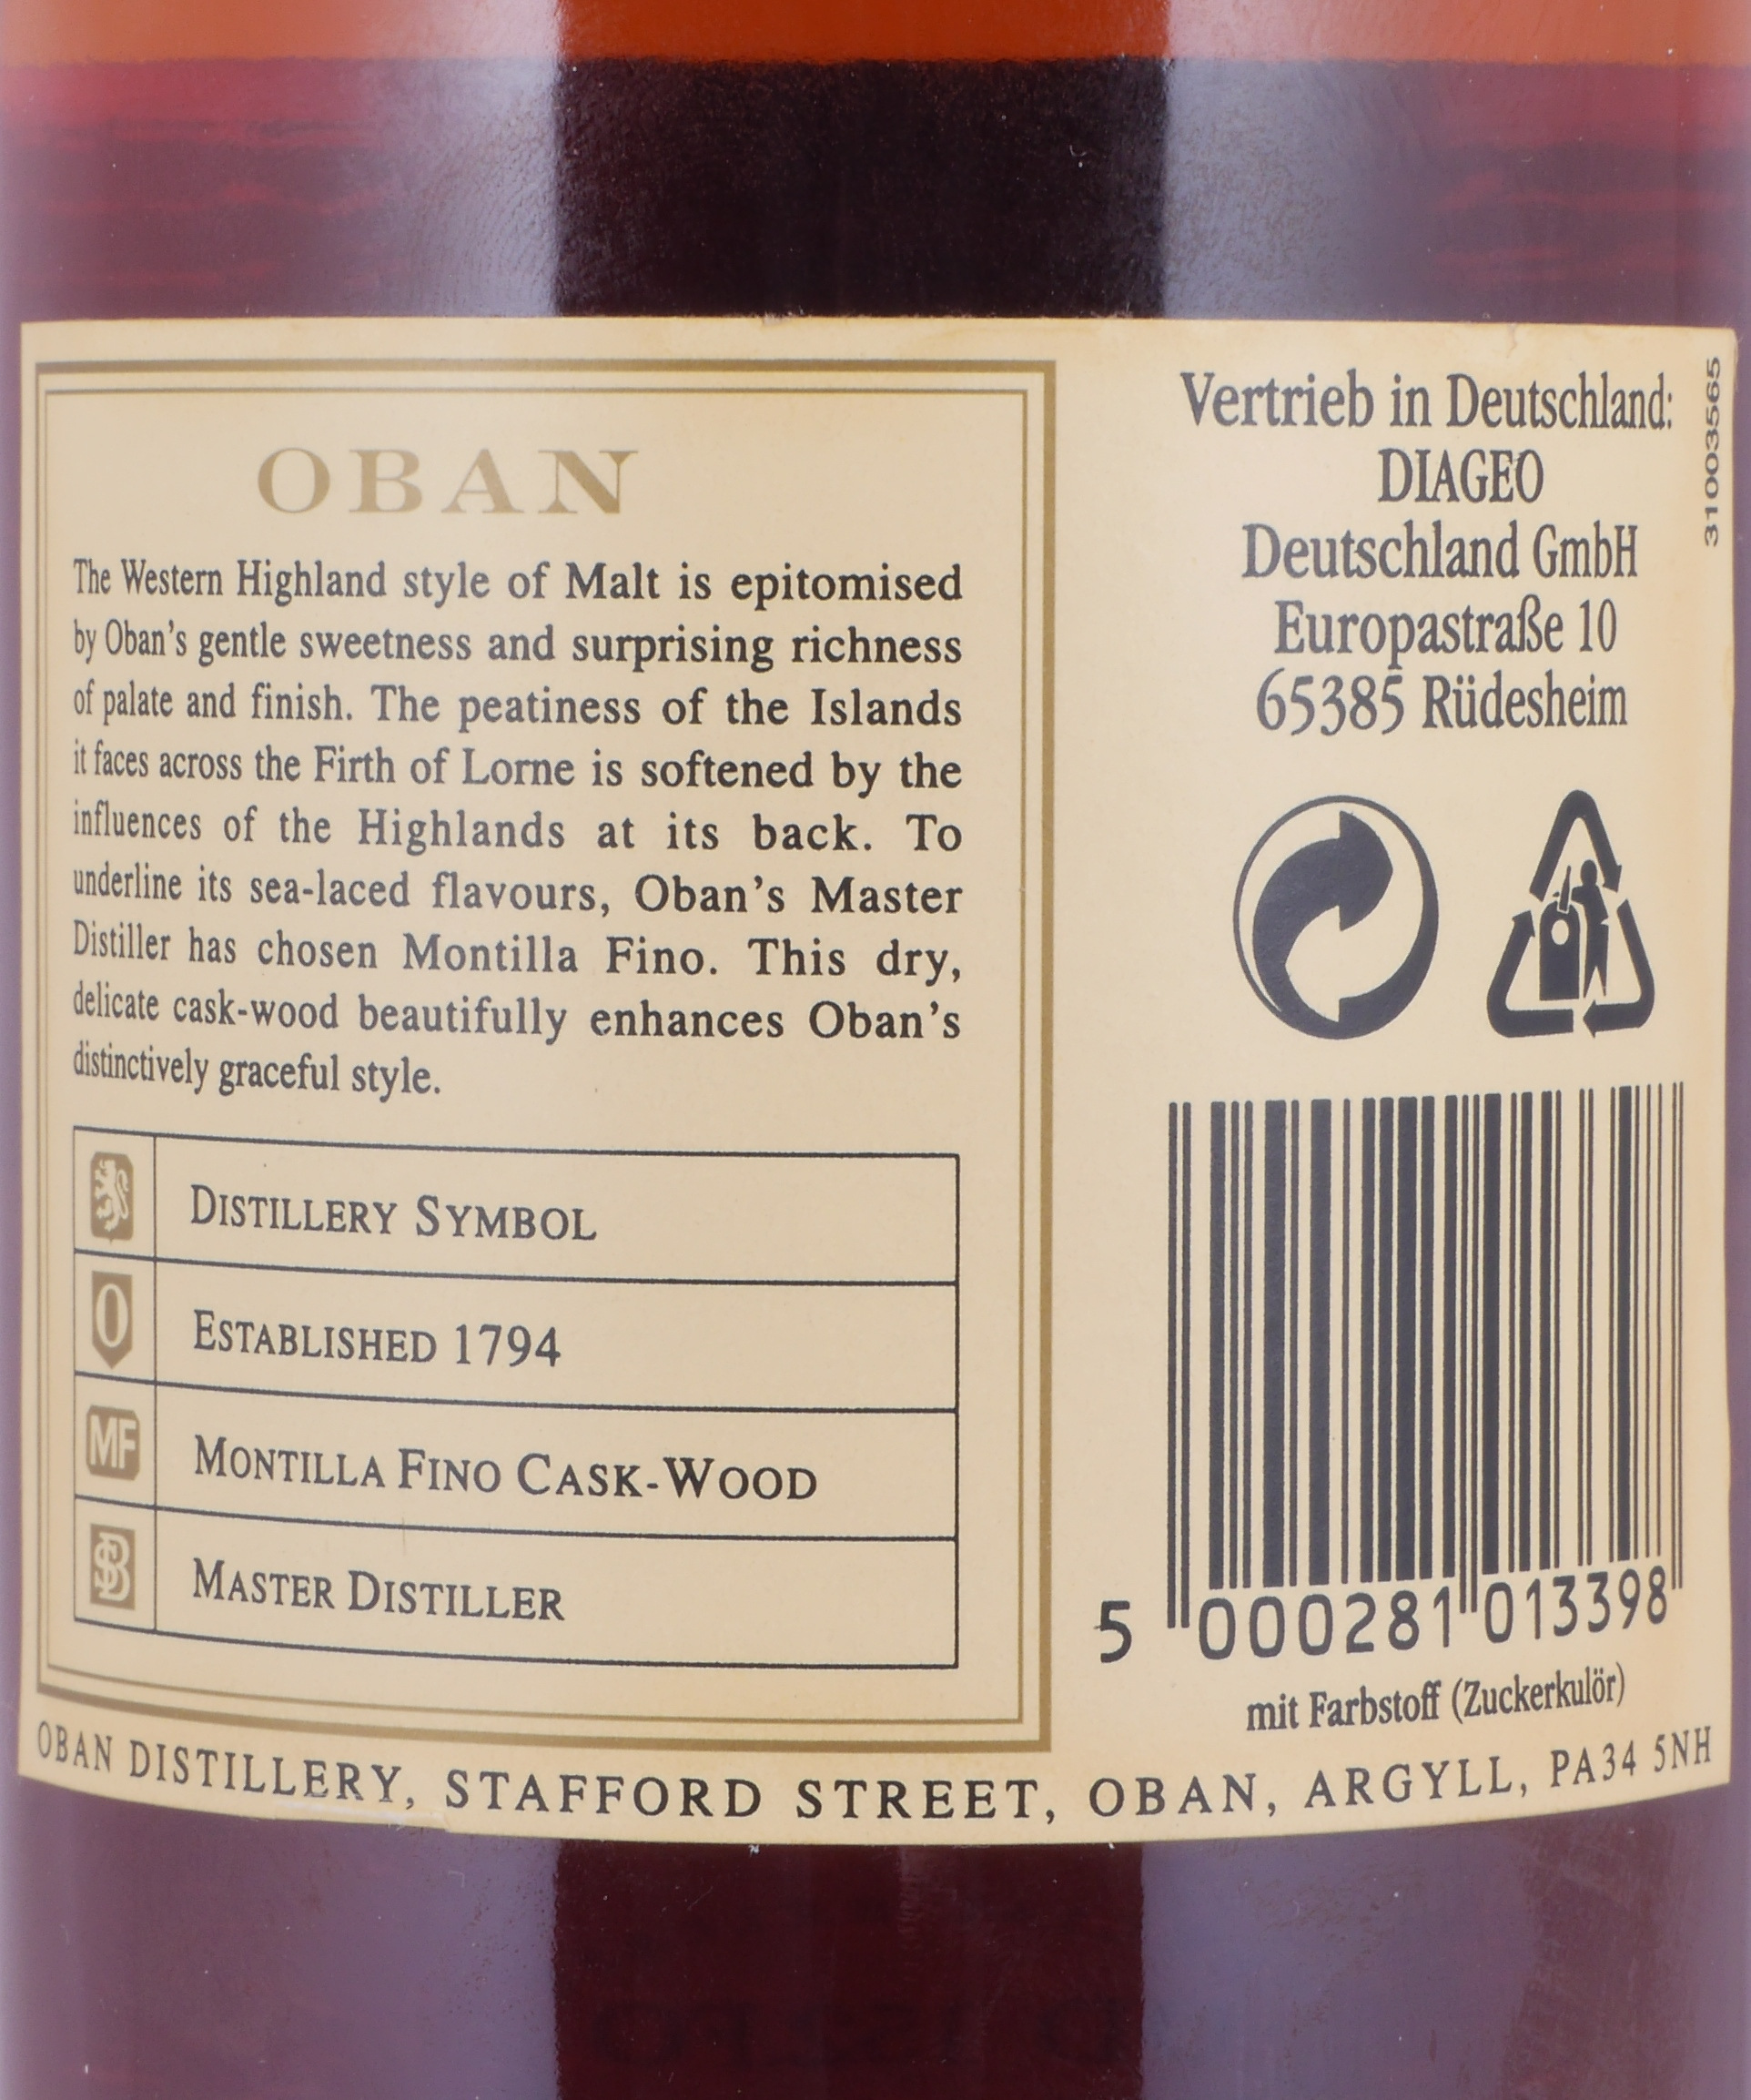 OBAN
The Western Highland style of Malt is epitomised
by Oban's gentle sweetness and surprising richness
of palate and finish. The peatiness of the Islands
it faces across the Firth of Lorne is softened by the
influences of the Highlands at its back. To
underline its sea-laced flavours, Oban's Master
Distiller has chosen Montilla Fino. This dry,
delicate cask-wood beautifully enhances Oban's
distinctively graceful style.
DISTILLERY SYMBOL
O
ESTABLISHED 1794
MF
MONTILLA FINO CASK-WOOD
MASTER DISTILLER
Vertrieb in Deutschland:
DIAGEO
Deutschland GmbH
Europastraße 10
65385 Rüdesheim
31003565
5 000281 013398
mit Farbstoff (Zuckerkulör)
OBAN DISTILLERY, STAFFORD STREET, OBAN, ARGYLL, PA34 5NH